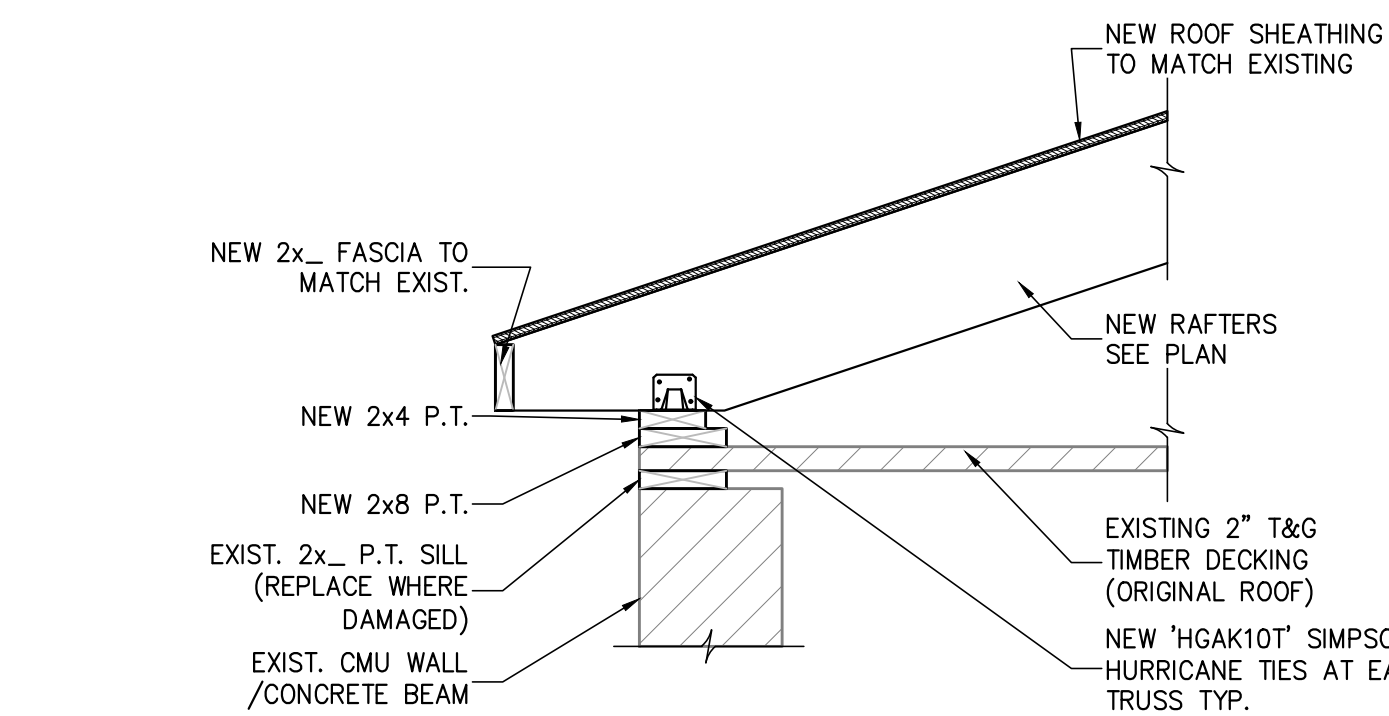 NEW ROOF SHEATHING
TO MATCH EXISTING
NEW 2x_ FASCIA TO
MATCH EXIST.
NEW RAFTERS
SEE PLAN
NEW 2x4 P.T.
NEW 2x8 P.T.
EXIST. 2x_ P.T. SILL
(REPLACE WHERE
DAMAGED)
EXIST. CMU WALL
/CONCRETE BEAM
EXISTING 2" T&G
TIMBER DECKING
(ORIGINAL ROOF)
NEW 'HGAK10T'
HURRICANE TIES AT
TRUSS TYP.